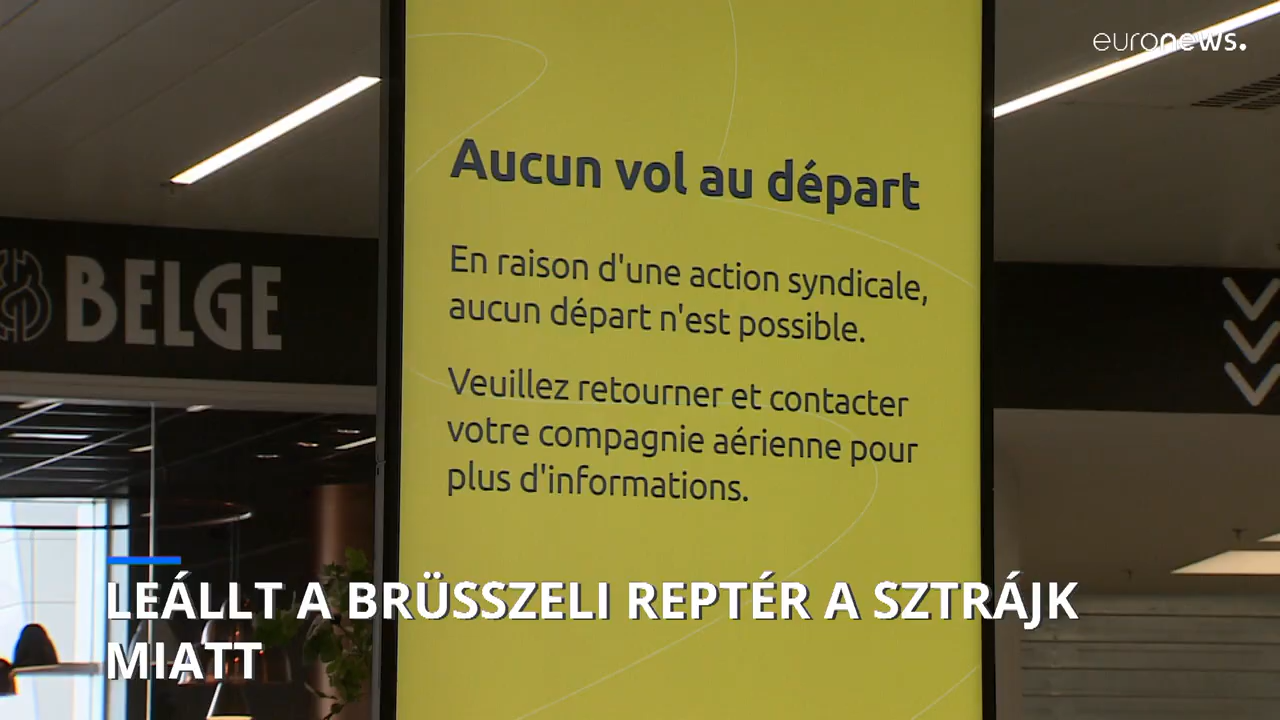 euronews.
Aucun vol au départ
En raison d'une action syndicale,
aucun départ n'est possible.
Veuillez retourner et contacter
votre compagnie aérienne pour
plus d'informations.
BELGE
LEÁLLT A BRÜSSZELI REPTÉR A SZTRÁJK
MIATT